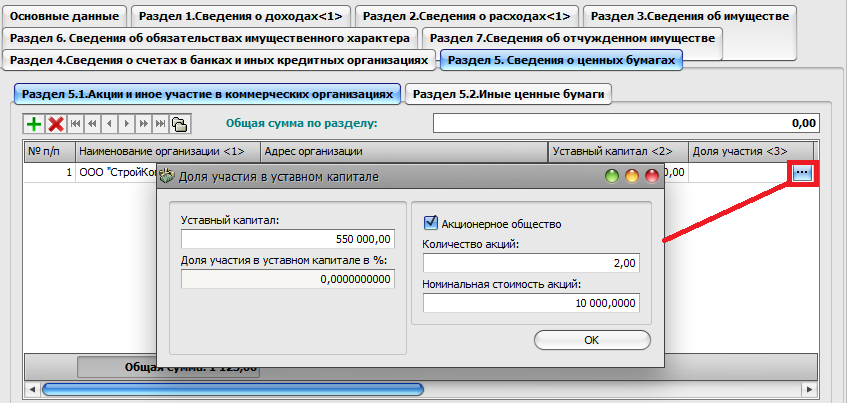 Основные данные Раздел 1.Сведения о доходах<1> Раздел 2.Сведения о расходах<1> Раздел 3.Сведения об имуществе
Раздел 6. Сведения об обязательствах имущественного характера Раздел 7.Сведения об отчужденном имуществе
Раздел 4.Сведения о счетах в банках и иных кредитных организациях Раздел 5. Сведения о ценных бумагах
Раздел 5.1.Акции и иное участие в коммерческих организациях Раздел 5.2.Иные ценные бумаги
Общая сумма по разделу: 0,00
№ п/п Наименование организации <1> Адрес организации Уставный капитал <2> Доля участия <3>
1 ООО "СтройКом 0,00 ...
Доля участия в уставном капитале
Уставный капитал:
550 000,00
Доля участия в уставном капитале в %:
0,0000000000
Акционерное общество
Количество акций:
2,00
Номинальная стоимость акций:
10 000,0000
OK
Общая сумма: 1 125,00